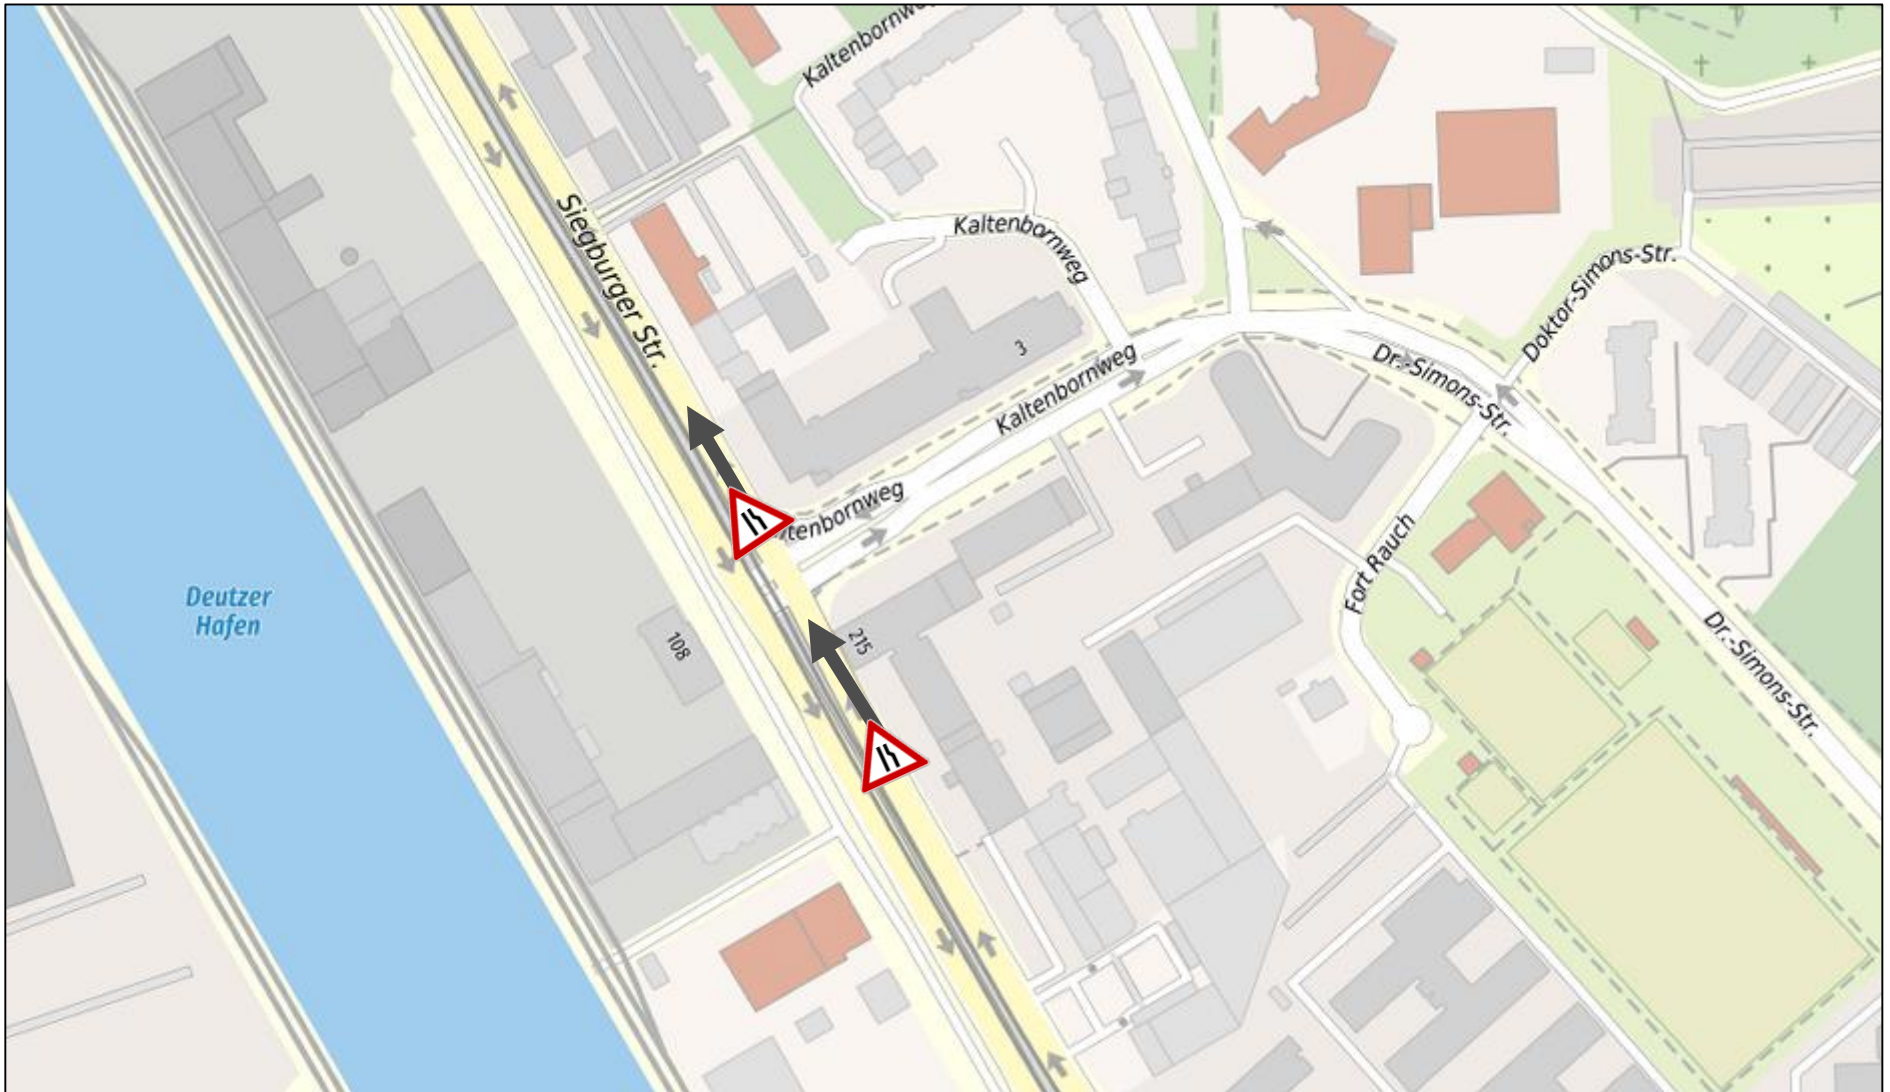 Kaltenbornweg
Siegburger Str.
Kaltenbornweg
Doktor-Simons-Str.
3
Kaltenbornweg
Dr.-Simons-Str.
tenbornweg
Fort Rauch
Deutzer
Hafen
108
215
Dr.-Simons-Str.